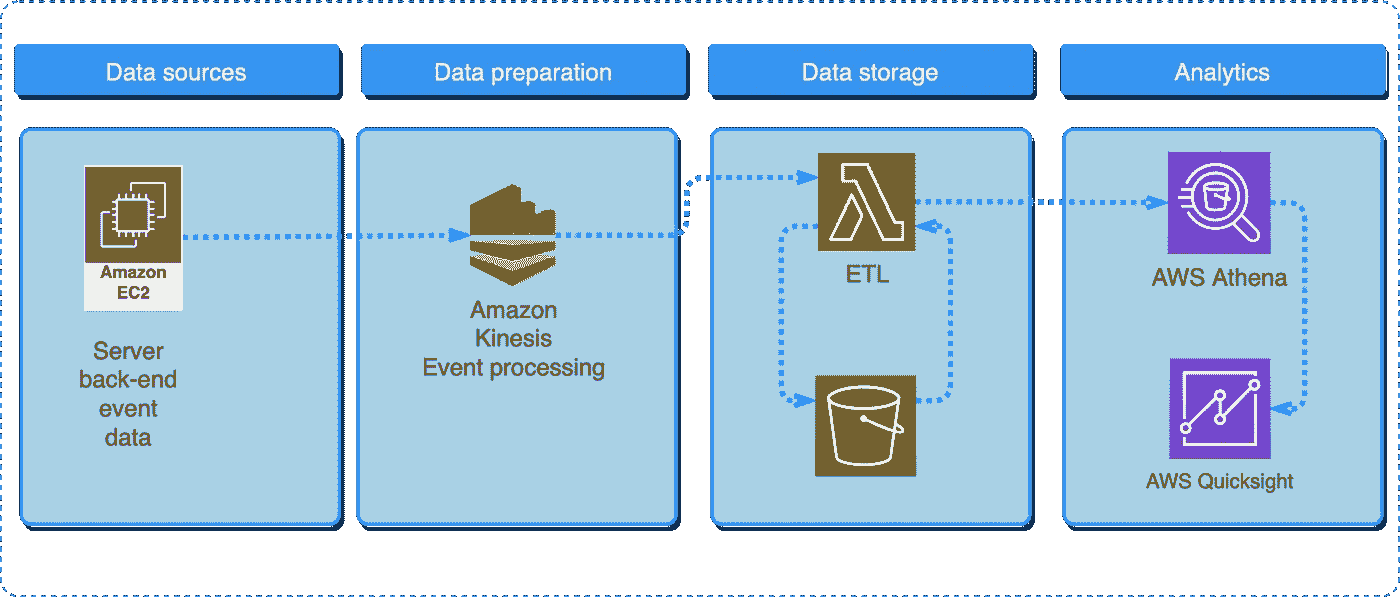 Data sources
Data preparation
Data storage
Analytics
Amazon
EC2
Server
back-end
event
data
Amazon
Kinesis
Event processing
ETL
AWS Athena
AWS Quicksight